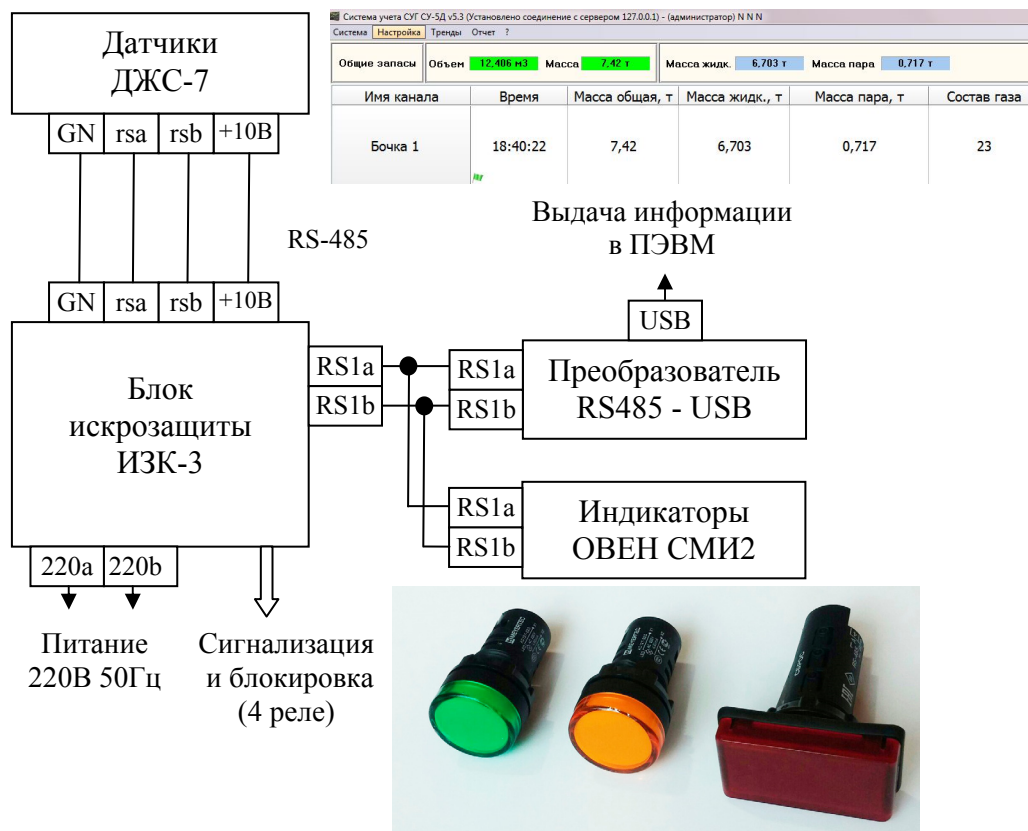 Датчики
ДЖС-7
GN rsa rsb +10В
RS-485
GN rsa rsb +10В
Блок
искрозащиты
ИЗК-3
RS1a
RS1b
220a 220b
Питание
220В 50Гц
Сигнализация
и блокировка
(4 реле)
Система учета СУГ СУ-5Д v5.3 (Установлено соединение с сервером 127.0.0.1) - (администратор) N N N
Система Настройка Тренды Отчет ?
Общие запасы Объем 12,406 м3 Масса 7,42 т Масса жидк. 6,703 т Масса пара 0,717 т
Имя канала Время Масса общая, т Масса жидк., т Масса пара, т Состав газа
Бочка 1 18:40:22 7,42 6,703 0,717 23
Выдача информации
в ПЭВМ
USB
RS1a
RS1b
Преобразователь
RS485 - USB
RS1a
RS1b
Индикаторы
ОВЕН СМИ2